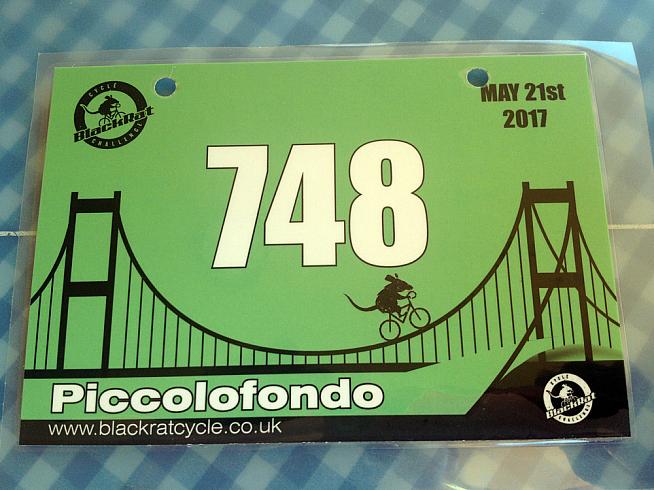 CYCLE
BlackRat
CHALLENGE
MAY 21st
2017
748
Piccolofondo
www.blackratcycle.co.uk
CYCLE
BlackRat
CHALLENGE